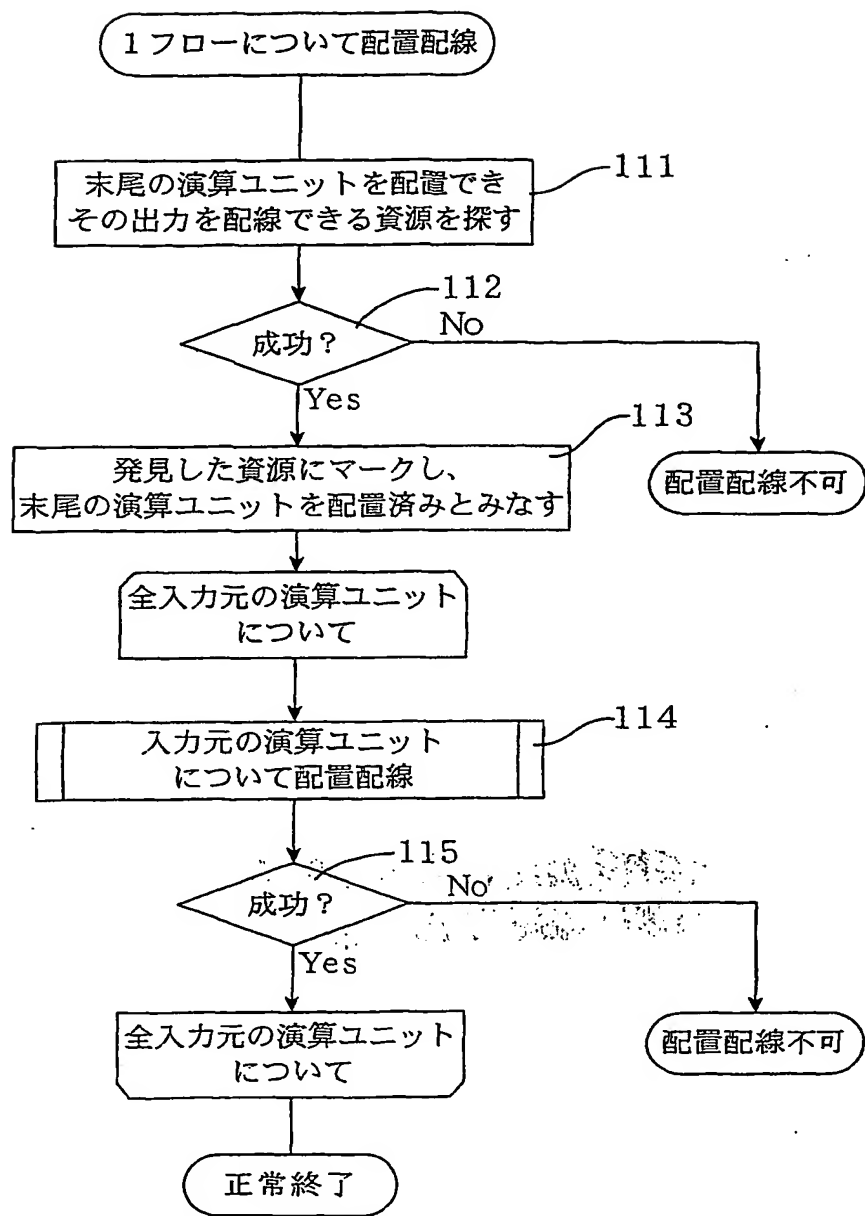 1フローについて配置配線
末尾の演算ユニットを配置でき
その出力を配線できる資源を探す
111
成功?
112
No
Yes
発見した資源にマークし、
末尾の演算ユニットを配置済みとみなす
113
配置配線不可
全入力元の演算ユニット
について
入力元の演算ユニット
について配置配線
114
成功?
115
No
Yes
全入力元の演算ユニット
について
配置配線不可
正常終了